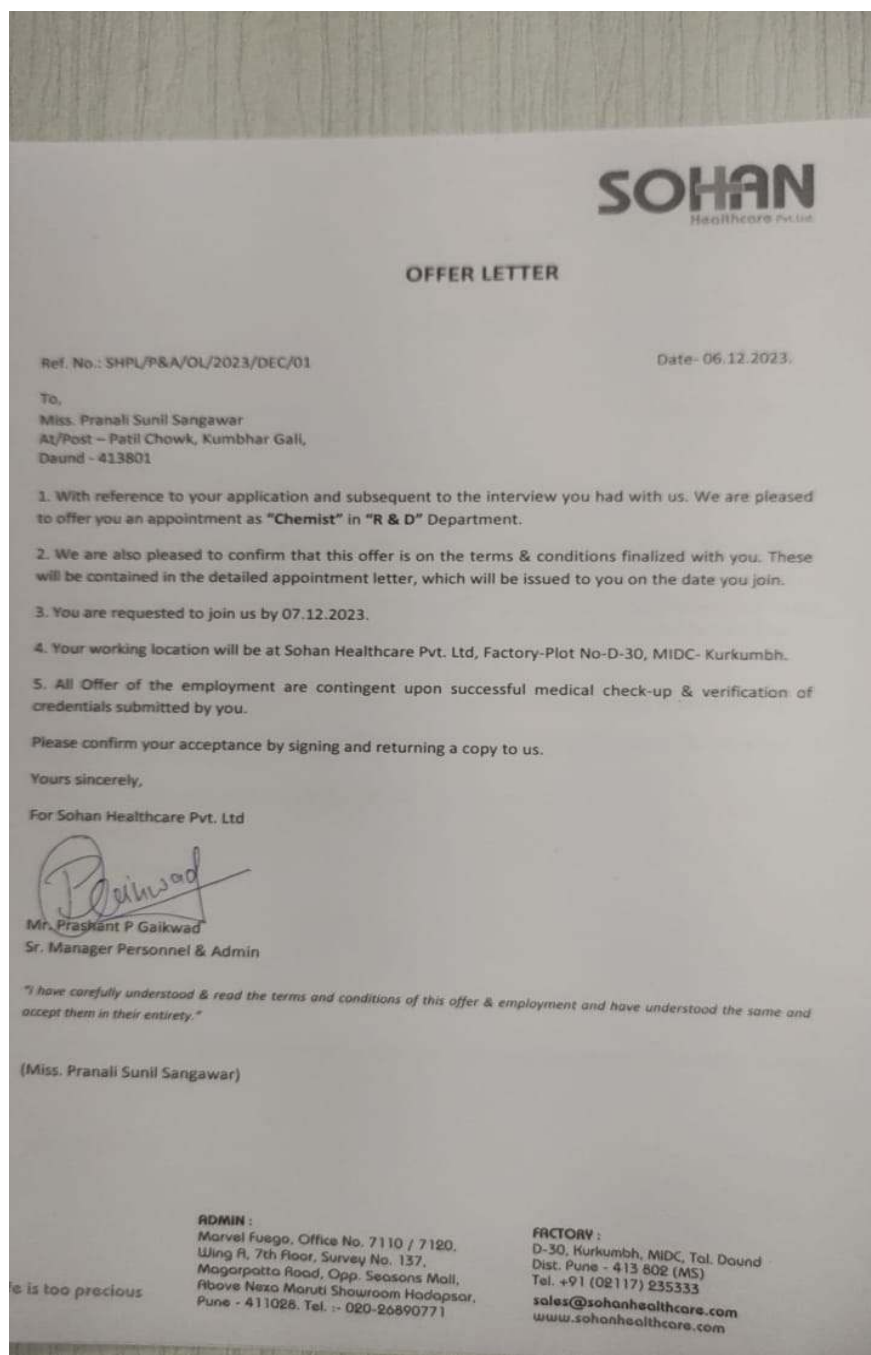 SOHAN
Healthcare Pvt. Ltd.
OFFER LETTER
Ref. No.: SHPL/P&A/OL/2023/DEC/01
Date- 06.12.2023.
To,
Miss. Pranali Sunil Sangawar
At/Post – Patil Chowk, Kumbhar Gali,
Daund - 413801
1. With reference to your application and subsequent to the interview you had with us. We are pleased
to offer you an appointment as "Chemist" in "R & D" Department.
2. We are also pleased to confirm that this offer is on the terms & conditions finalized with you. These
will be contained in the detailed appointment letter, which will be issued to you on the date you join.
3. You are requested to join us by 07.12.2023.
4. Your working location will be at Sohan Healthcare Pvt. Ltd, Factory-Plot No-D-30, MIDC- Kurkumbh.
5. All Offer of the employment are contingent upon successful medical check-up & verification of
credentials submitted by you.
Please confirm your acceptance by signing and returning a copy to us.
Yours sincerely,
For Sohan Healthcare Pvt. Ltd
Mr. Prashant P Gaikwad
Sr. Manager Personnel & Admin
"I have carefully understood & read the terms and conditions of this offer & employment and have understood the same and
accept them in their entirety."
(Miss. Pranali Sunil Sangawar)
is too precious
ADMIN :
Marvel Fuego, Office No. 7110 / 7120,
Wing A, 7th Floor, Survey No. 137,
Magarpatta Road, Opp. Seasons Mall,
Above Nexa Maruti Showroom Hadapsar,
Pune - 411028. Tel. :- 020-26890771
FACTORY :
D-30, Kurkumbh, MIDC, Tal. Daund
Dist. Pune - 413 802 (MS)
Tel. +91 (02117) 235333
sales@sohanhealthcare.com
www.sohanhealthcare.com